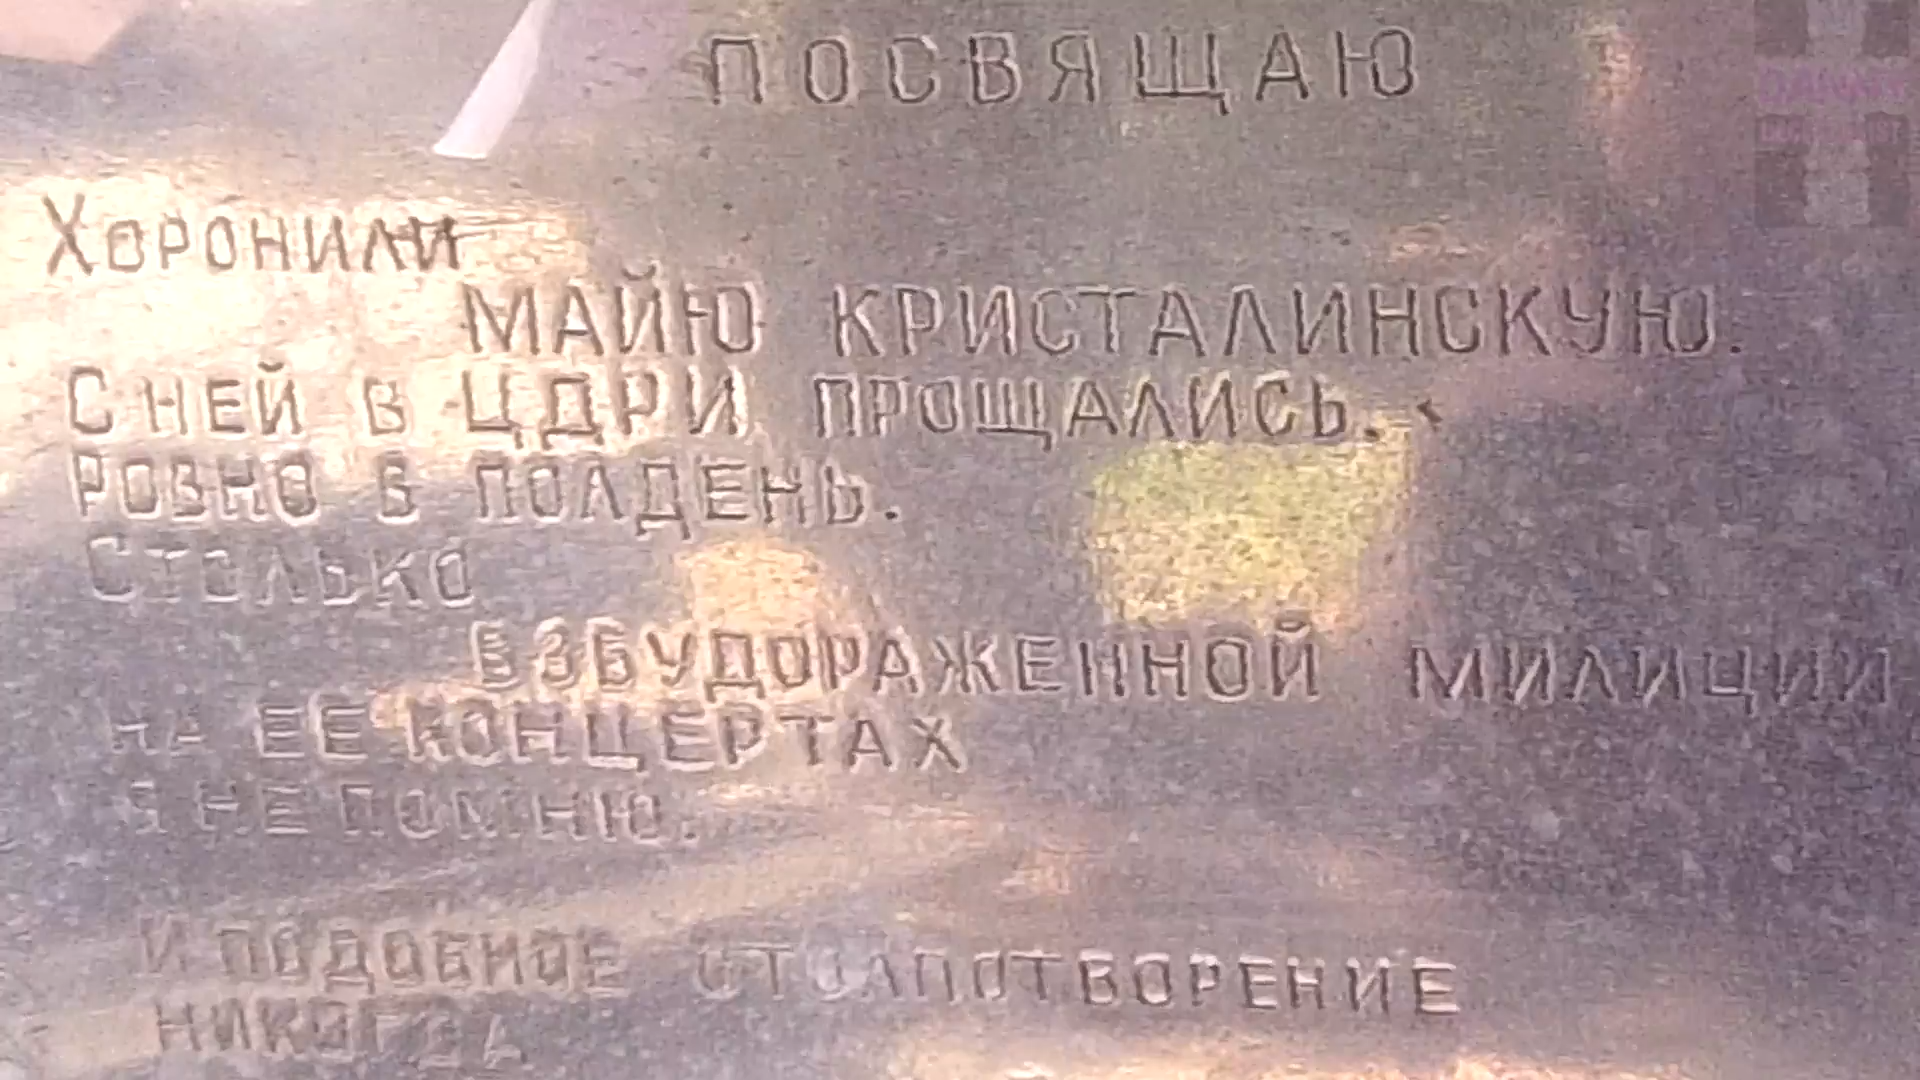 ПОСВЯЩАЮ
ХОРОНИЛИ
МАЙЮ КРИСТАЛИНСКУЮ.
С НЕЙ В ЦДРИ ПРОЩАЛИСЬ.
РОВНО В ПОЛДЕНЬ.
СТОЛЬКО
ВЗБУДОРАЖЕННОЙ МИЛИЦИИ
НА ЕЕ КОНЦЕРТАХ
Я НЕ ПОМНЮ.
И ПОДОБНОЕ СТОЛПОТВОРЕНИЕ
НИКОГДА